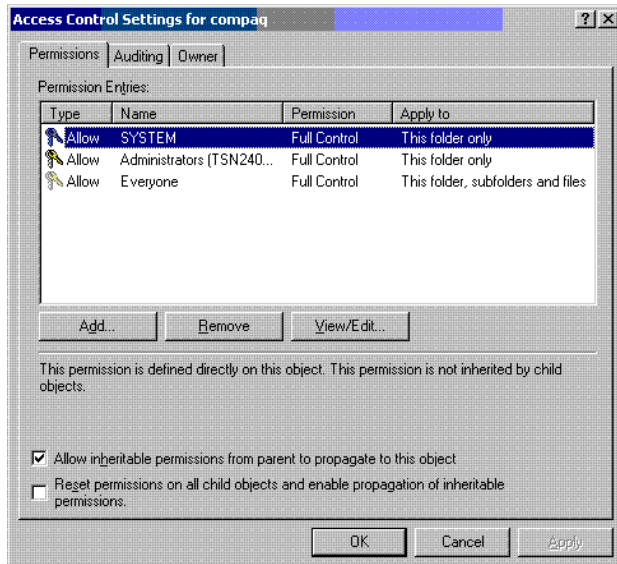 Access Control Settings for compaq
Permissions Auditing Owner
Permission Entries:
Type Name Permission Apply to
Allow SYSTEM Full Control This folder only
Allow Administrators (TSN240... Full Control This folder only
Allow Everyone Full Control This folder, subfolders and files
Add... Remove View/Edit...
This permission is defined directly on this object. This permission is not inherited by child
objects.
Allow inheritable permissions from parent to propagate to this object
Reset permissions on all child objects and enable propagation of inheritable
permissions.
OK Cancel Apply